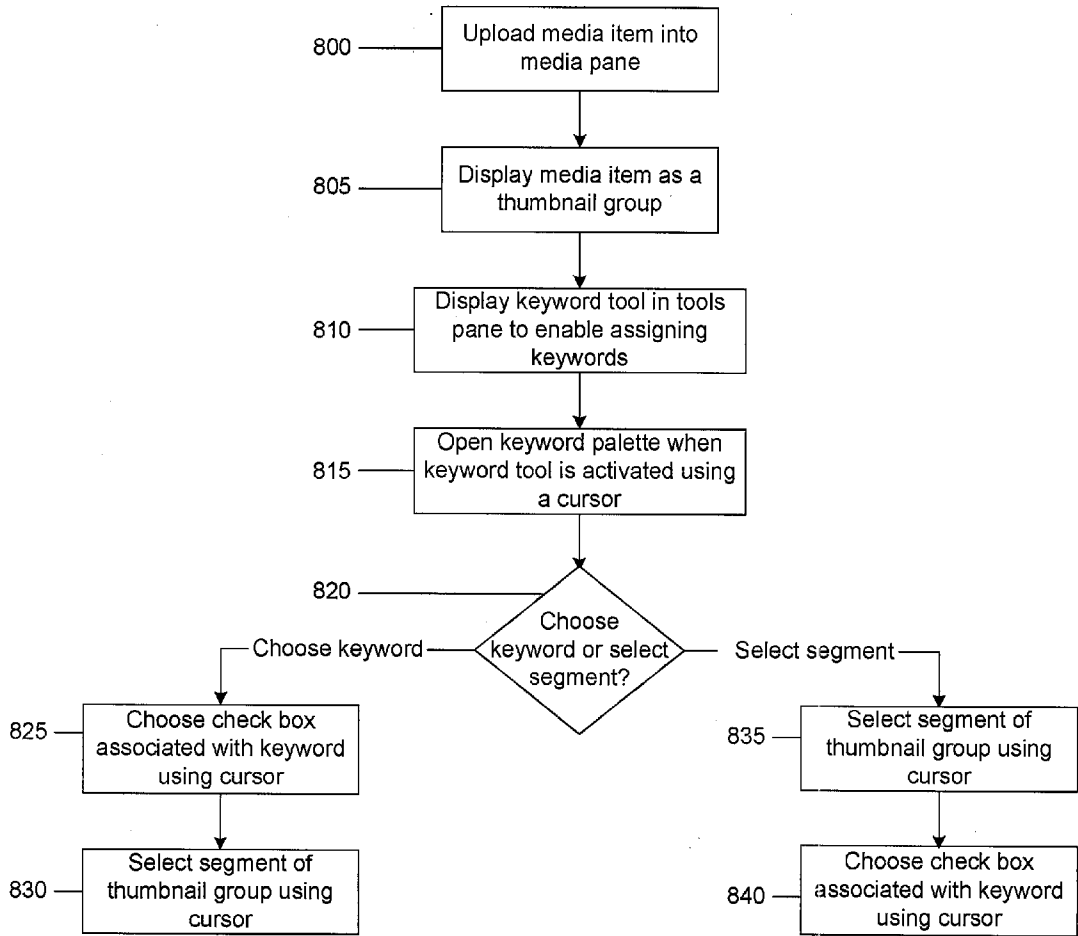 800
Upload media item into
media pane
805
Display media item as a
thumbnail group
810
Display keyword tool in tools
pane to enable assigning
keywords
815
Open keyword palette when
keyword tool is activated using
a cursor
820
Choose
keyword or select
segment?
Choose keyword
Select segment
825
Choose check box
associated with keyword
using cursor
835
Select segment of
thumbnail group using
cursor
830
Select segment of
thumbnail group using
cursor
840
Choose check box
associated with keyword
using cursor